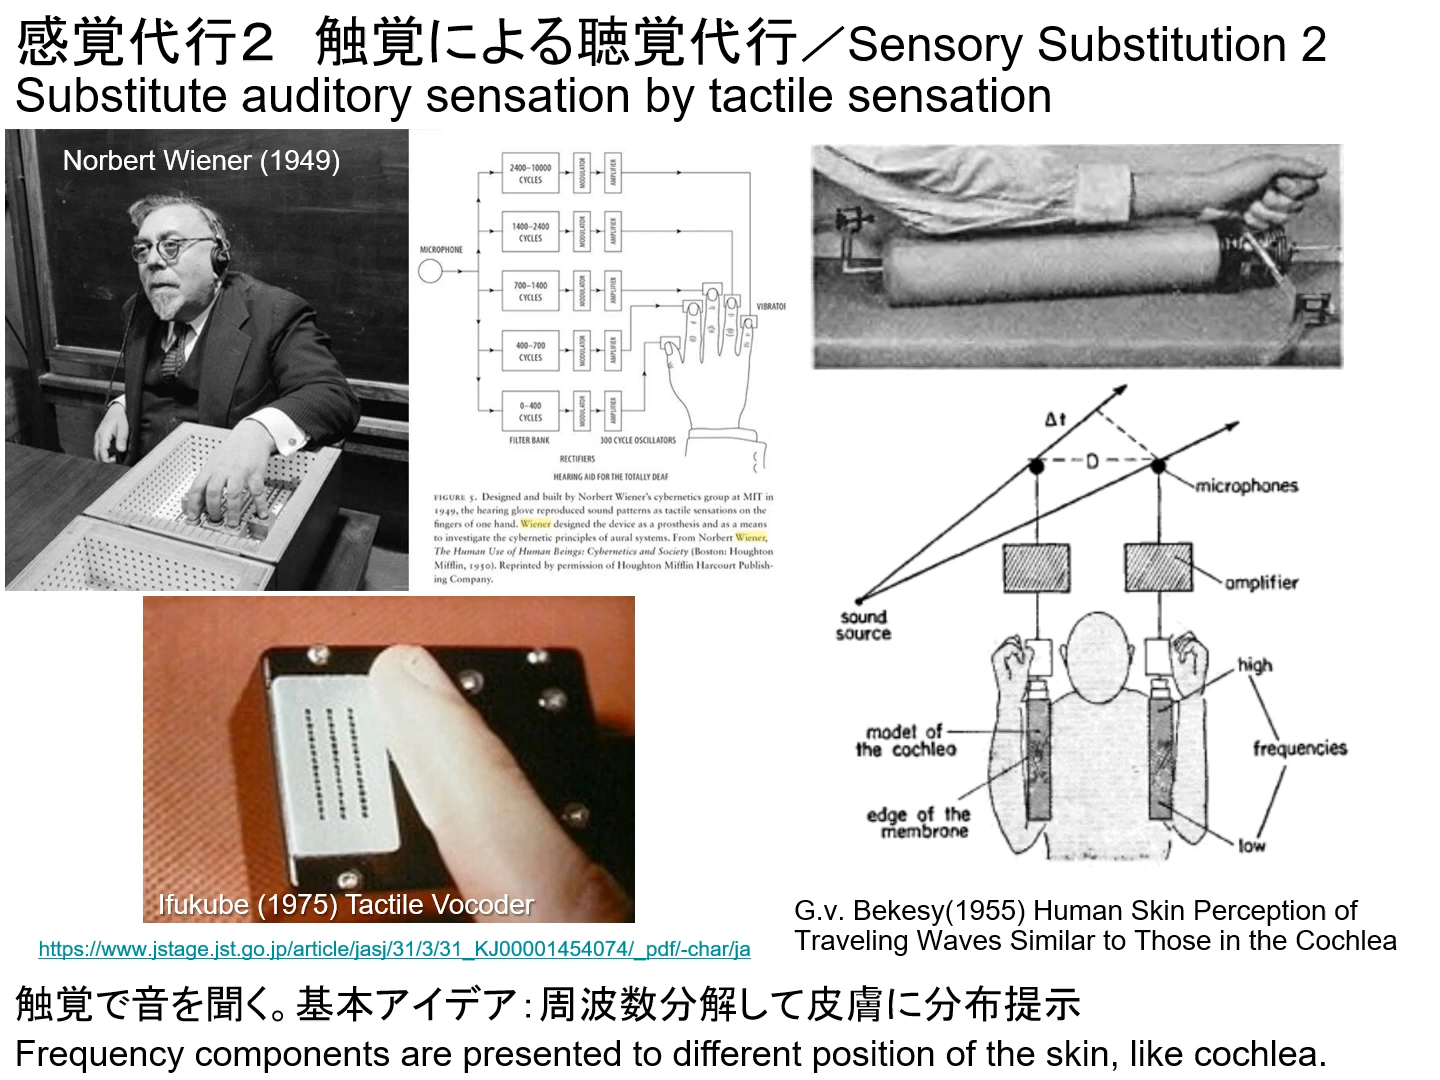 感覚代行２　触覚による聴覚代行／Sensory Substitution 2
Substitute auditory sensation by tactile sensation
Norbert Wiener (1949)
MICROPHONE
2400–10000
CYCLES
MODULATOR
AMPLIFIER
1400–2400
CYCLES
MODULATOR
AMPLIFIER
700–1400
CYCLES
MODULATOR
AMPLIFIER
400–700
CYCLES
MODULATOR
AMPLIFIER
0–400
CYCLES
MODULATOR
AMPLIFIER
VIBRATOR
FILTER BANK
300 CYCLE OSCILLATORS
RECTIFIERS
HEARING AID FOR THE TOTALLY DEAF
FIGURE 5. Designed and built by Norbert Wiener's cybernetics group at MIT in
1949, the hearing glove reproduced sound patterns as tactile sensations on the
fingers of one hand. Wiener designed the device as a prosthesis and as a means
to investigate the cybernetic principles of aural systems. From Norbert Wiener,
The Human Use of Human Beings: Cybernetics and Society (Boston: Houghton
Mifflin, 1950). Reprinted by permission of Houghton Mifflin Harcourt Publish-
ing Company.
Δt
D
microphones
amplifier
sound
source
high
model of
the cochlea
frequencies
edge of the
membrane
low
Ifukube (1975) Tactile Vocoder
https://www.jstage.jst.go.jp/article/jasj/31/3/31_KJ00001454074/_pdf/-char/ja
G.v. Bekesy(1955) Human Skin Perception of
Traveling Waves Similar to Those in the Cochlea
触覚で音を聞く。基本アイデア：周波数分解して皮膚に分布提示
Frequency components are presented to different position of the skin, like cochlea.